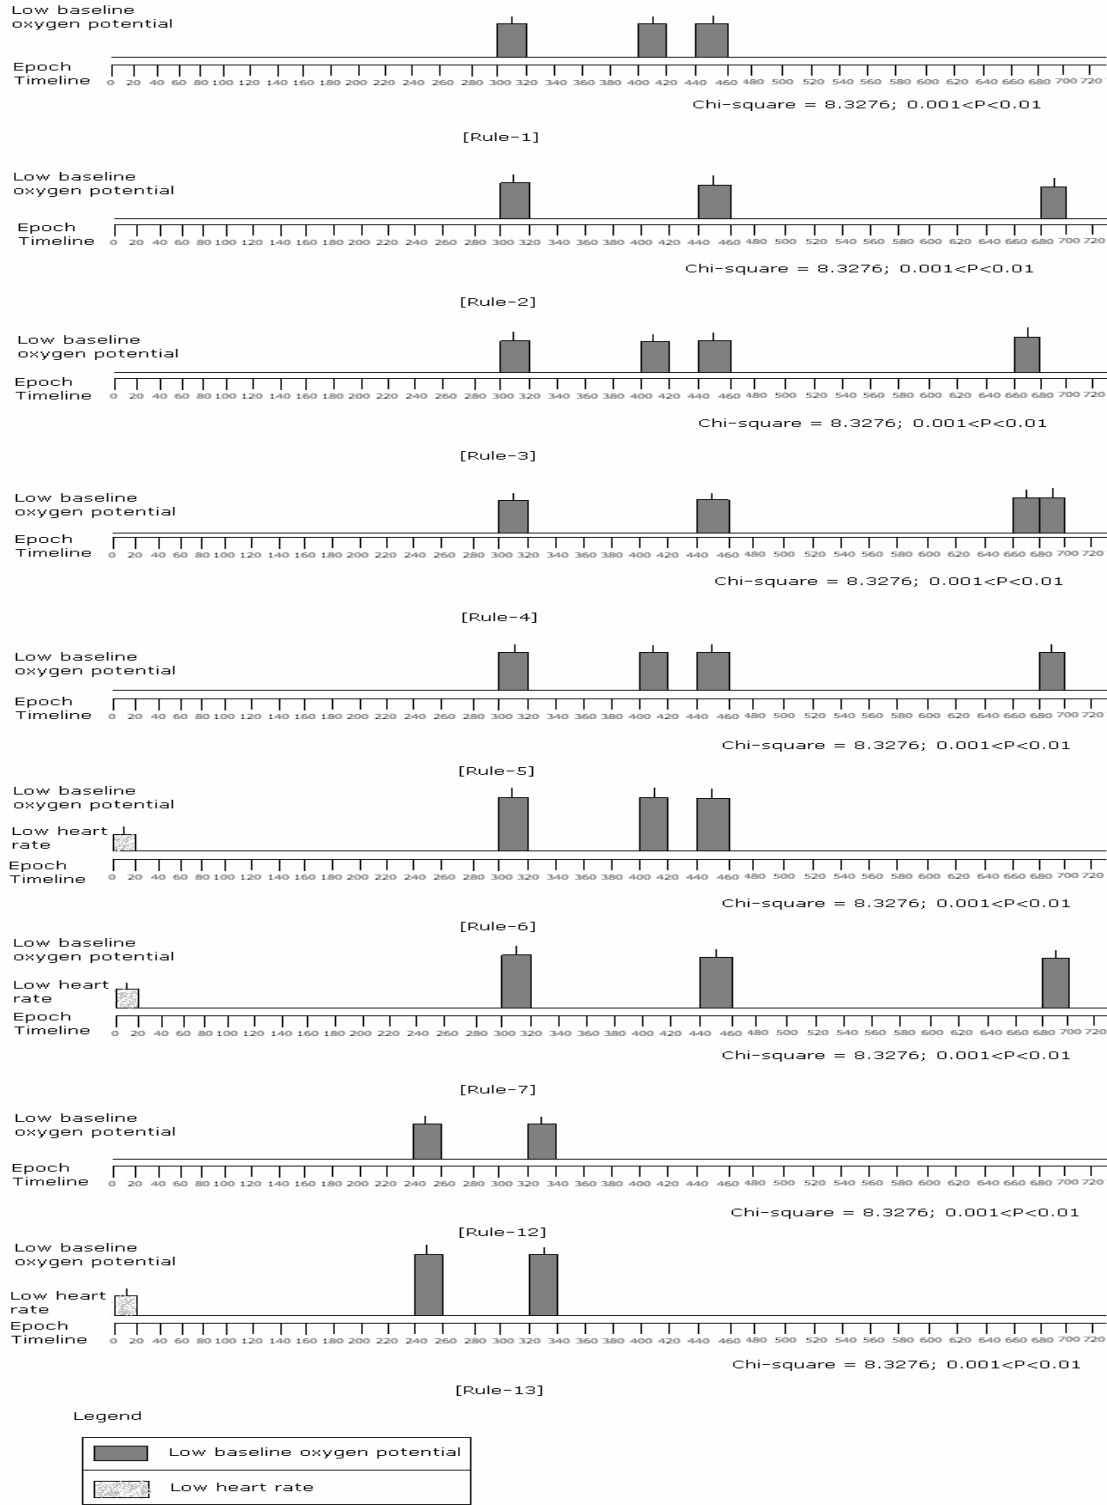 Low baseline
oxygen potential
Epoch
Timeline
0 20 40 60 80 100 120 140 160 180 200 220 240 260 280 300 320 340 360 380 400 420 440 460 480 500 520 540 560 580 600 620 640 660 680 700 720
Chi-square = 8.3276; 0.001<P<0.01
[Rule-1]
Low baseline
oxygen potential
Epoch
Timeline
0 20 40 60 80 100 120 140 160 180 200 220 240 260 280 300 320 340 360 380 400 420 440 460 480 500 520 540 560 580 600 620 640 660 680 700 720
Chi-square = 8.3276; 0.001<P<0.01
[Rule-2]
Low baseline
oxygen potential
Epoch
Timeline
0 20 40 60 80 100 120 140 160 180 200 220 240 260 280 300 320 340 360 380 400 420 440 460 480 500 520 540 560 580 600 620 640 660 680 700 720
Chi-square = 8.3276; 0.001<P<0.01
[Rule-3]
Low baseline
oxygen potential
Epoch
Timeline
0 20 40 60 80 100 120 140 160 180 200 220 240 260 280 300 320 340 360 380 400 420 440 460 480 500 520 540 560 580 600 620 640 660 680 700 720
Chi-square = 8.3276; 0.001<P<0.01
[Rule-4]
Low baseline
oxygen potential
Epoch
Timeline
0 20 40 60 80 100 120 140 160 180 200 220 240 260 280 300 320 340 360 380 400 420 440 460 480 500 520 540 560 580 600 620 640 660 680 700 720
Chi-square = 8.3276; 0.001<P<0.01
[Rule-5]
Low baseline
oxygen potential
Low heart
rate
Epoch
Timeline
0 20 40 60 80 100 120 140 160 180 200 220 240 260 280 300 320 340 360 380 400 420 440 460 480 500 520 540 560 580 600 620 640 660 680 700 720
Chi-square = 8.3276; 0.001<P<0.01
[Rule-6]
Low baseline
oxygen potential
Low heart
rate
Epoch
Timeline
0 20 40 60 80 100 120 140 160 180 200 220 240 260 280 300 320 340 360 380 400 420 440 460 480 500 520 540 560 580 600 620 640 660 680 700 720
Chi-square = 8.3276; 0.001<P<0.01
[Rule-7]
Low baseline
oxygen potential
Epoch
Timeline
0 20 40 60 80 100 120 140 160 180 200 220 240 260 280 300 320 340 360 380 400 420 440 460 480 500 520 540 560 580 600 620 640 660 680 700 720
Chi-square = 8.3276; 0.001<P<0.01
[Rule-12]
Low baseline
oxygen potential
Low heart
rate
Epoch
Timeline
0 20 40 60 80 100 120 140 160 180 200 220 240 260 280 300 320 340 360 380 400 420 440 460 480 500 520 540 560 580 600 620 640 660 680 700 720
Chi-square = 8.3276; 0.001<P<0.01
[Rule-13]
Legend
Low baseline oxygen potential
Low heart rate